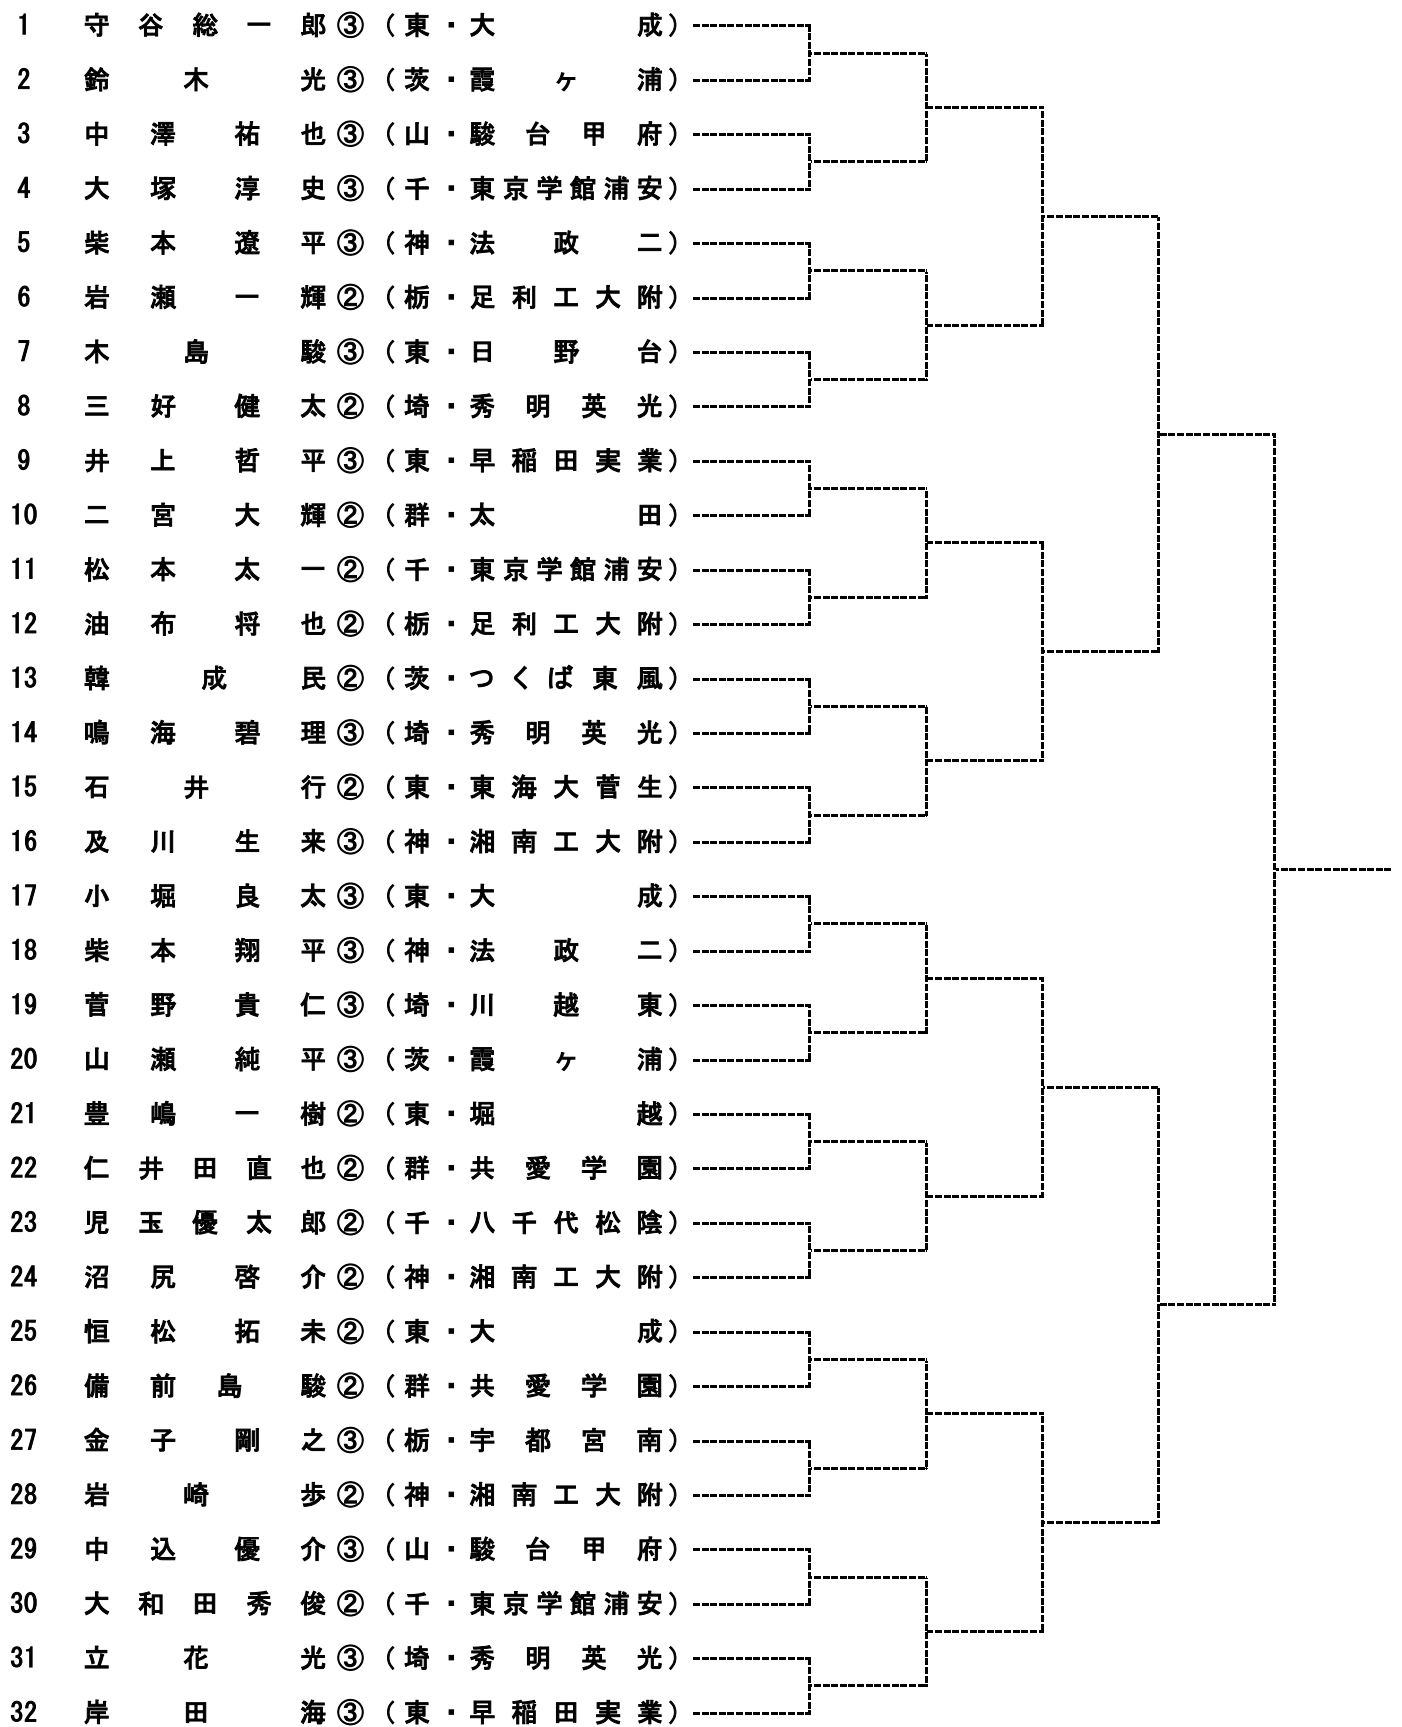 1 守谷総一郎③（東・大成）
2 鈴木光③（茨・霞ヶ浦）
3 中澤祐也③（山・駿台甲府）
4 大塚淳史③（千・東京学館浦安）
5 柴本遼平③（神・法政二）
6 岩瀬一輝②（栃・足利工大附）
7 木島駿③（東・日野台）
8 三好健太②（埼・秀明英光）
9 井上哲平③（東・早稲田実業）
10 二宮大輝②（群・太田）
11 松本太一②（千・東京学館浦安）
12 油布将也②（栃・足利工大附）
13 韓成民②（茨・つくば東風）
14 鳴海碧理③（埼・秀明英光）
15 石井行②（東・東海大菅生）
16 及川生来③（神・湘南工大附）
17 小堀良太③（東・大成）
18 柴本翔平③（神・法政二）
19 菅野貴仁③（埼・川越東）
20 山瀬純平③（茨・霞ヶ浦）
21 豊嶋一樹②（東・堀越）
22 仁井田直也②（群・共愛学園）
23 児玉優太郎②（千・八千代松陰）
24 沼尻啓介②（神・湘南工大附）
25 恒松拓未②（東・大成）
26 備前島駿②（群・共愛学園）
27 金子剛之③（栃・宇都宮南）
28 岩崎歩②（神・湘南工大附）
29 中込優介③（山・駿台甲府）
30 大和田秀俊②（千・東京学館浦安）
31 立花光③（埼・秀明英光）
32 岸田海③（東・早稲田実業）